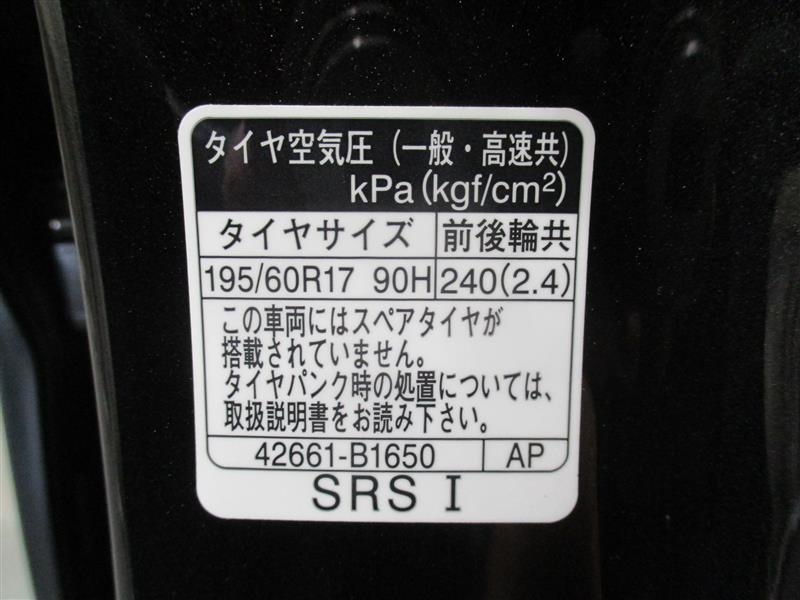 タイヤ空気圧（一般・高速共）
kPa(kgf/cm²)
タイヤサイズ 前後輪共
195/60R17 90H 240(2.4)
この車両にはスペアタイヤが
搭載されていません。
タイヤパンク時の処置については、
取扱説明書をお読み下さい。
42661-B1650 AP
SRS I